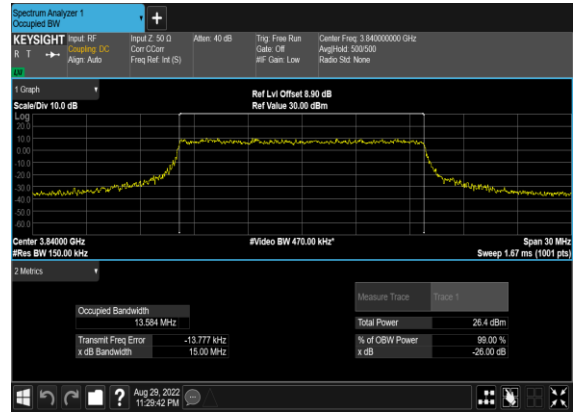 Spectrum Analyzer 1
Occupied BW
KEYSIGHT Input: RF Input Z: 50 Ω Atten: 40 dB Trig: Free Run Center Freq: 3.840000000 GHz
R T Coupling: DC Corr CCorr Gate: Off Avg|Hold: 500/500
Align: Auto Freq Ref: Int (S) #IF Gain: Low Radio Std: None
1 Graph
Ref Lvl Offset 8.90 dB
Scale/Div 10.0 dB Ref Value 30.00 dBm
Log
20.0
10.0
0.00
-10.0
-20.0
-30.0
-40.0
-50.0
-60.0
Center 3.84000 GHz #Video BW 470.00 kHz* Span 30 MHz
#Res BW 150.00 kHz Sweep 1.67 ms (1001 pts)
2 Metrics
Measure Trace Trace 1
Occupied Bandwidth
13.584 MHz Total Power 26.4 dBm
Transmit Freq Error -13.777 kHz % of OBW Power 99.00 %
x dB Bandwidth 15.00 MHz x dB -26.00 dB
? Aug 29, 2022
11:29:42 PM